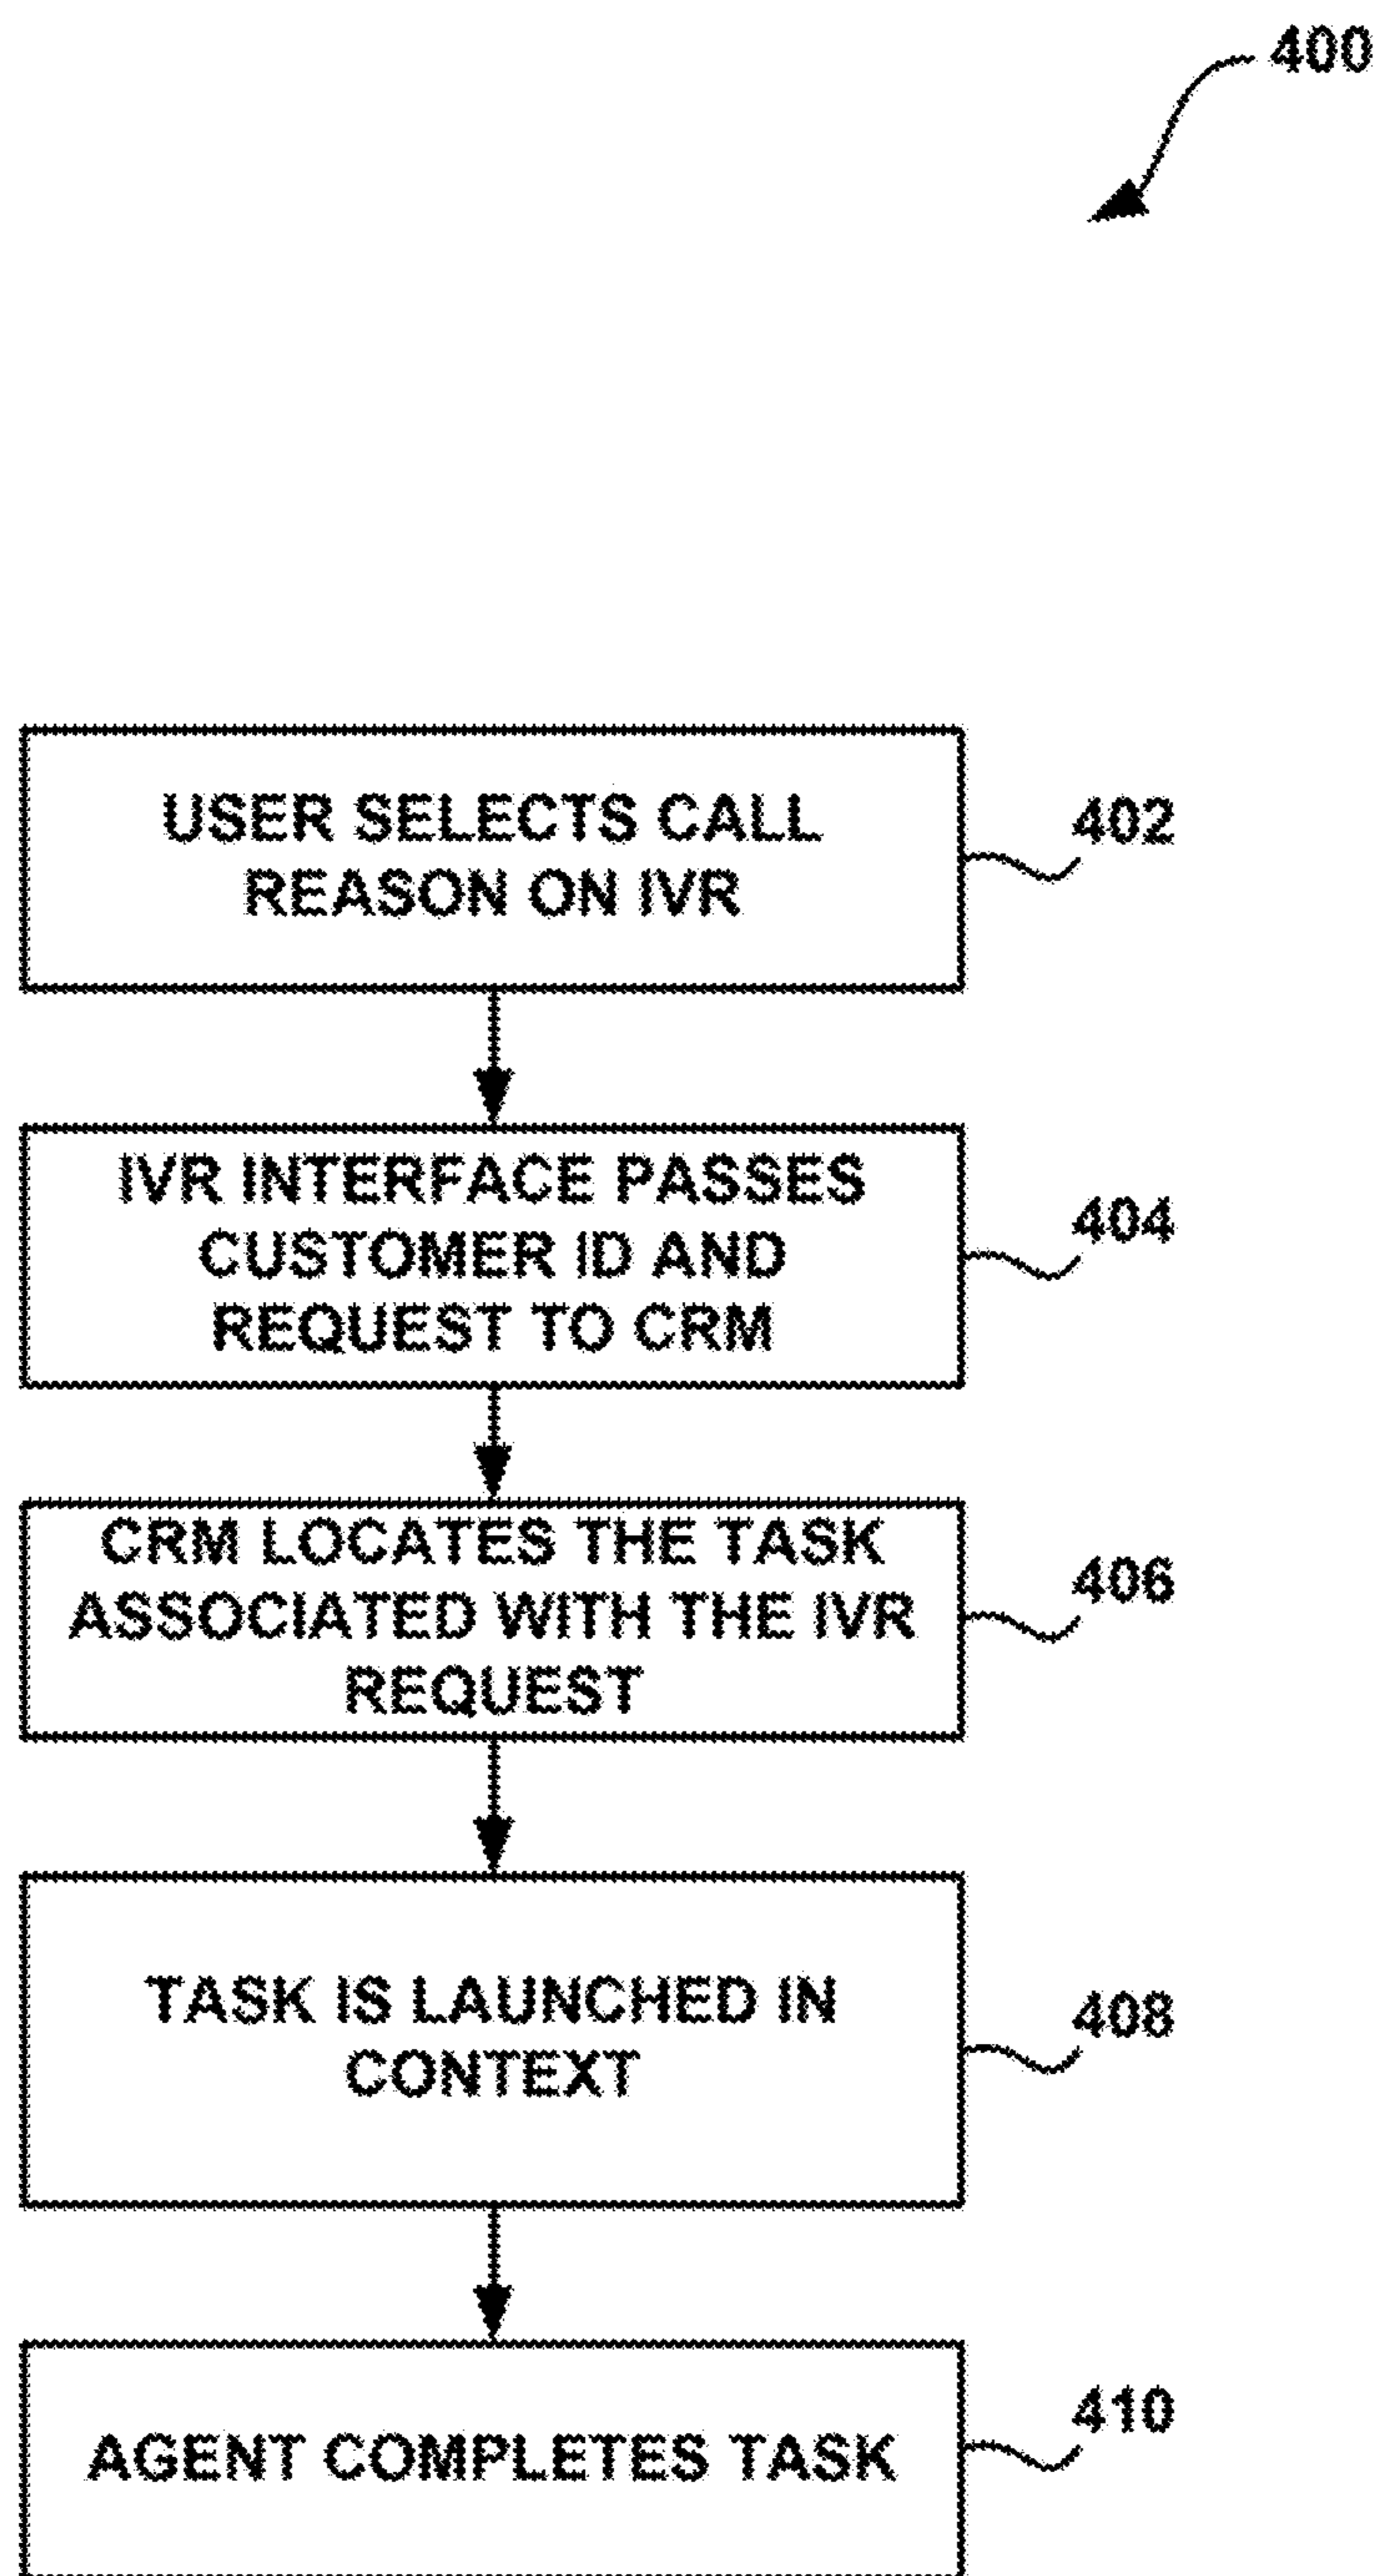 400
USER SELECTS CALL
REASON ON IVR
402
IVR INTERFACE PASSES
CUSTOMER ID AND
REQUEST TO CRM
404
CRM LOCATES THE TASK
ASSOCIATED WITH THE IVR
REQUEST
406
TASK IS LAUNCHED IN
CONTEXT
408
AGENT COMPLETES TASK
410